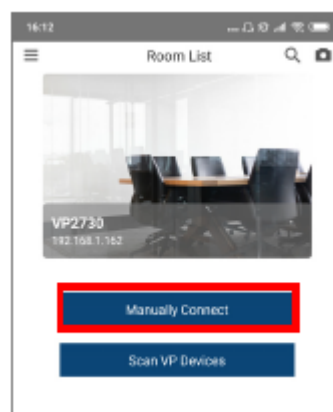 16:12
Room List
VP2730
192.168.1.162
Manually Connect
Scan VP Devices